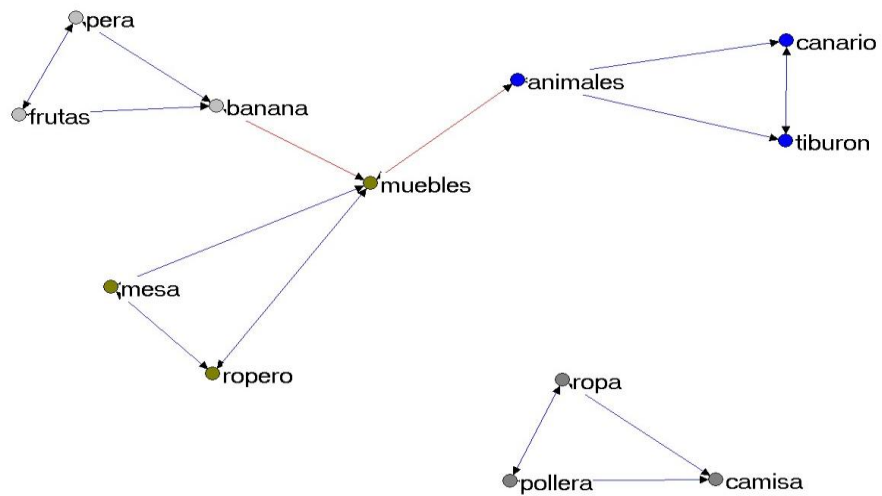 pera
canario
animales
banana
frutas
tiburon
muebles
mesa
ropero
ropa
pollera
camisa